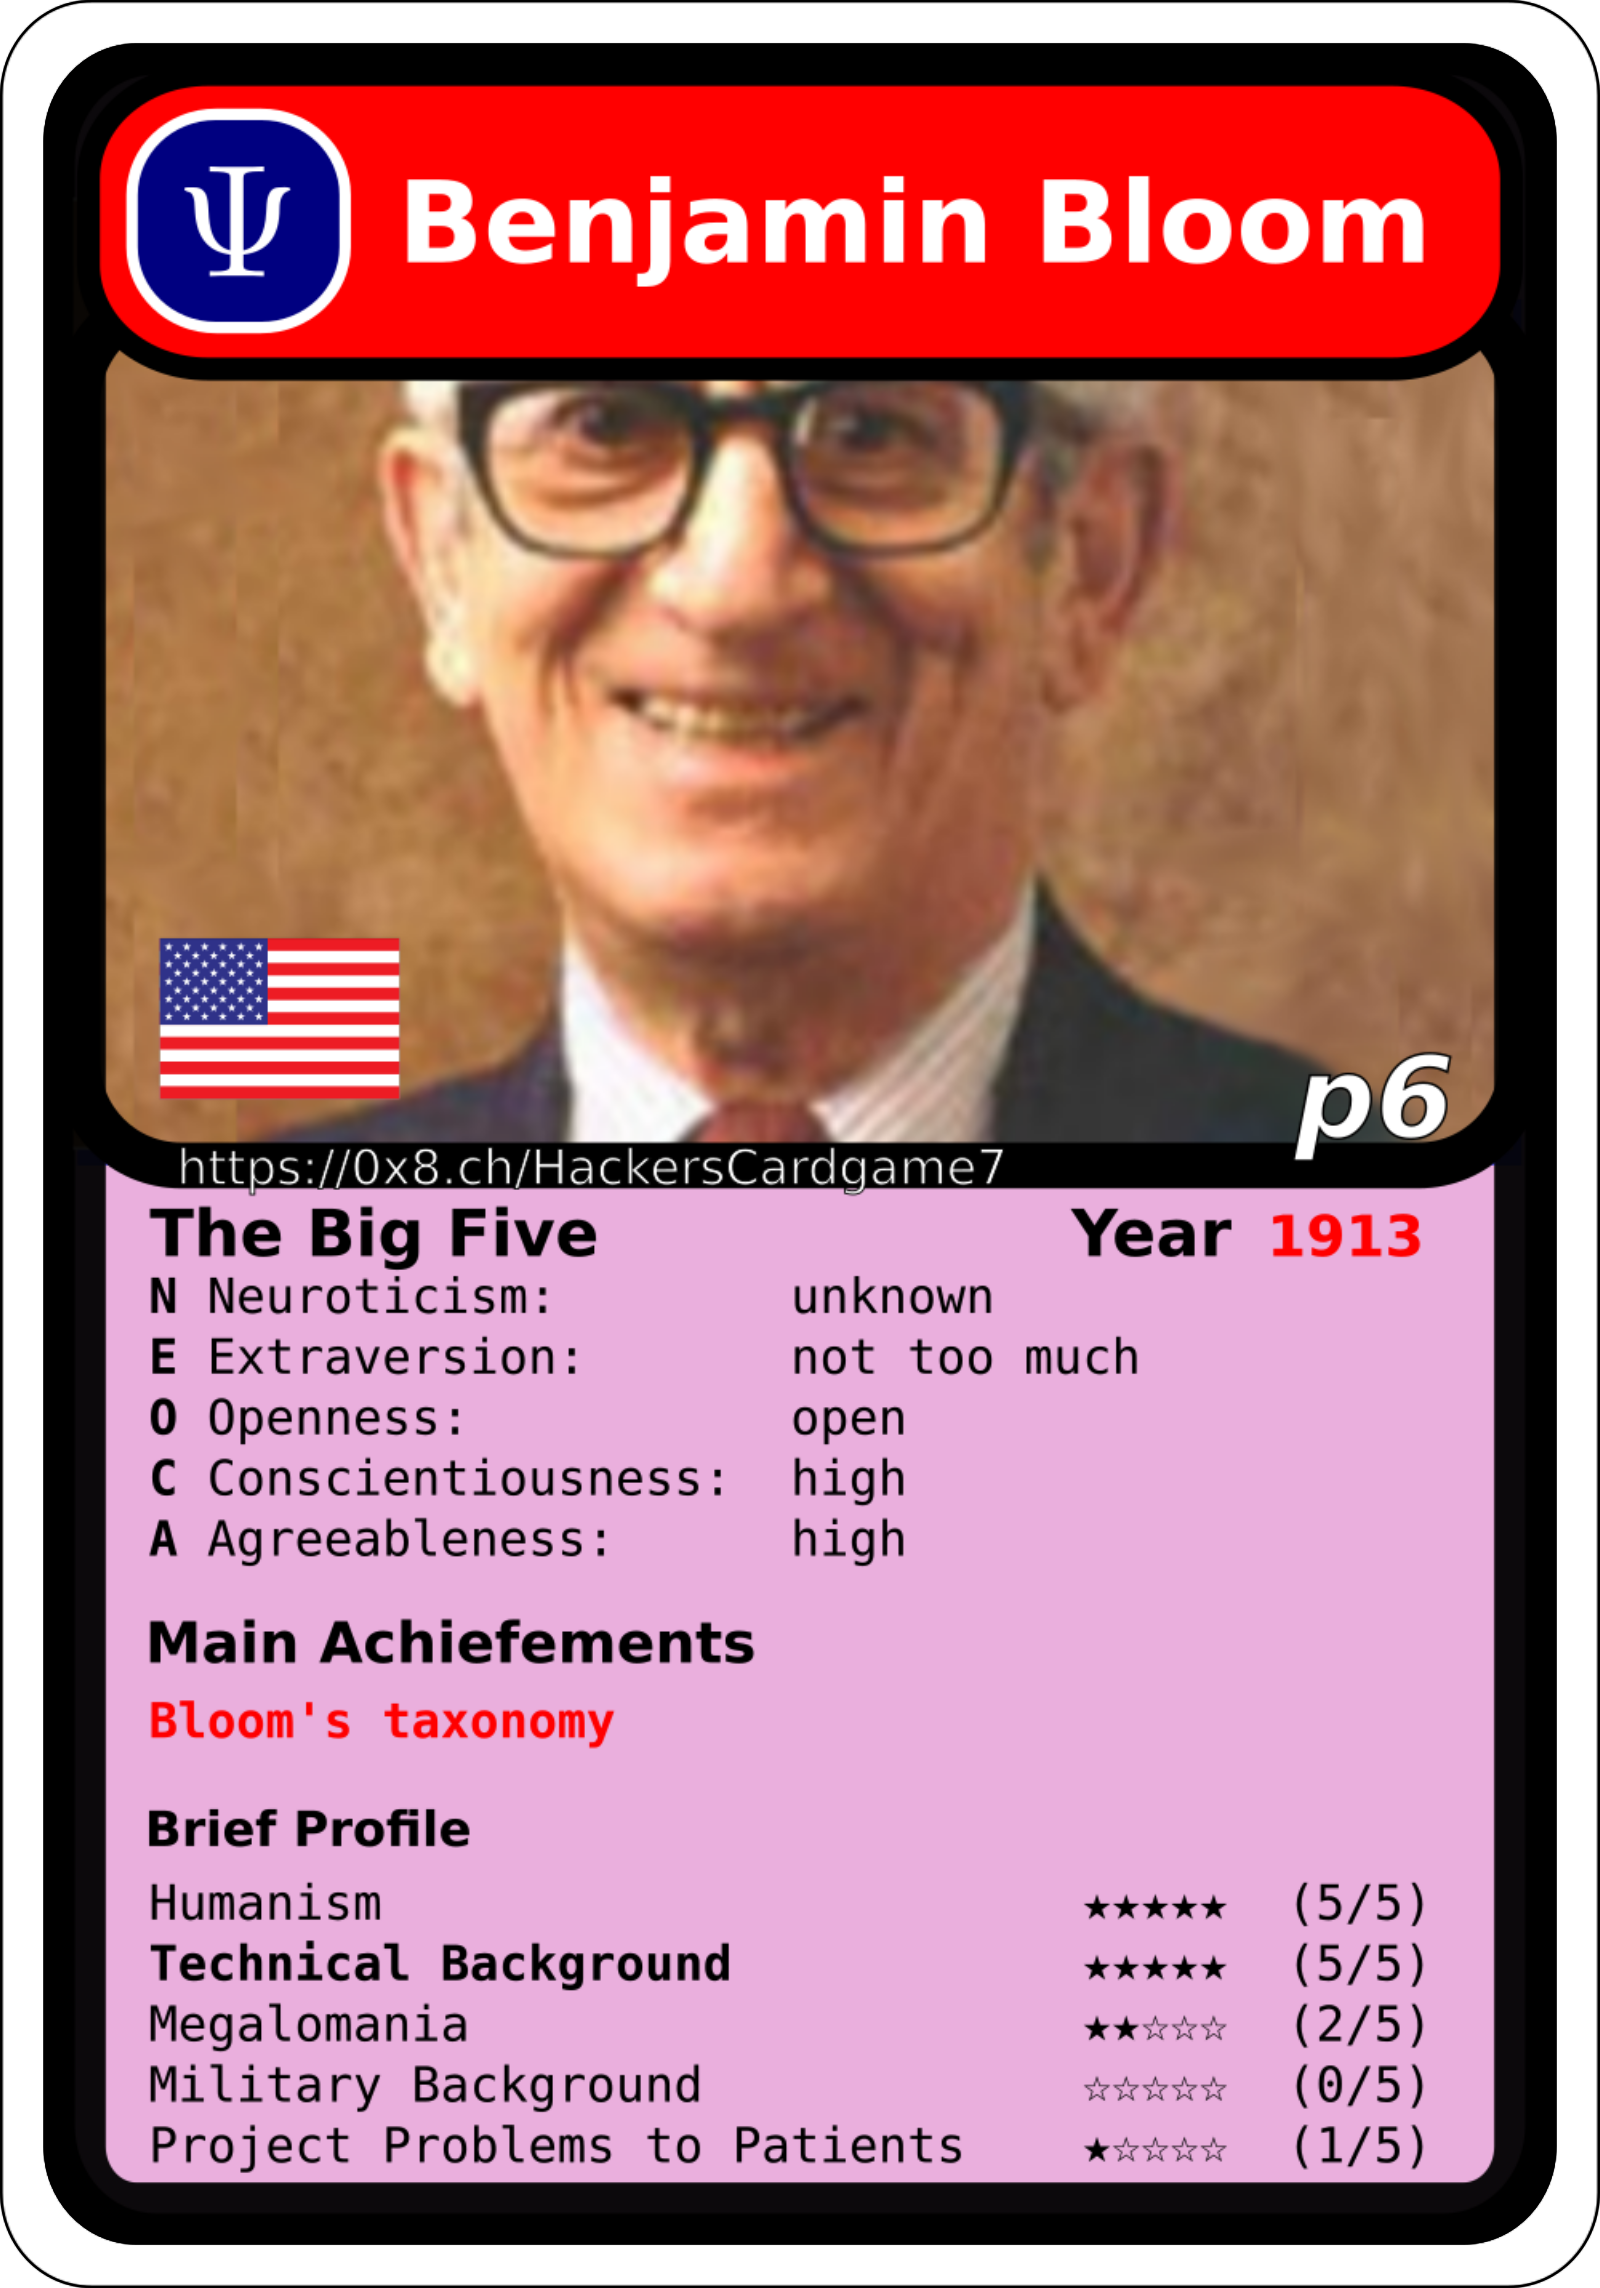 Ψ Benjamin Bloom
p6
https://0x8.ch/HackersCardgame7
The Big Five Year 1913
N Neuroticism: unknown
E Extraversion: not too much
O Openness: open
C Conscientiousness: high
A Agreeableness: high
Main Achiefements
Bloom's taxonomy
Brief Profile
Humanism ★★★★★ (5/5)
Technical Background ★★★★★ (5/5)
Megalomania ★★☆☆☆ (2/5)
Military Background ☆☆☆☆☆ (0/5)
Project Problems to Patients ★☆☆☆☆ (1/5)